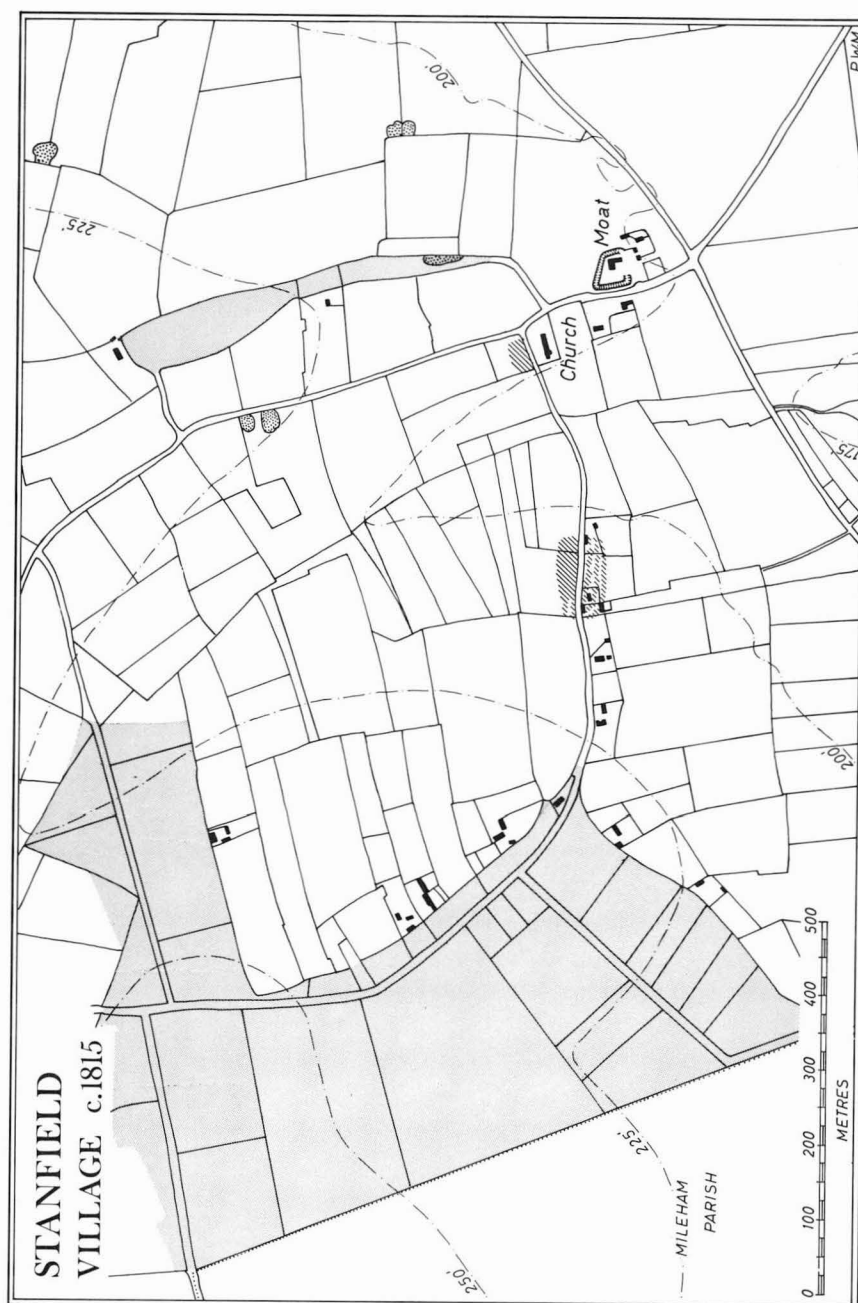 STANFIELD
VILLAGE c.1815
225'
200'
Moat
Church
175'
200'
225'
250'
MILEHAM
PARISH
0 100 200 300 400 500
METRES
P.WM